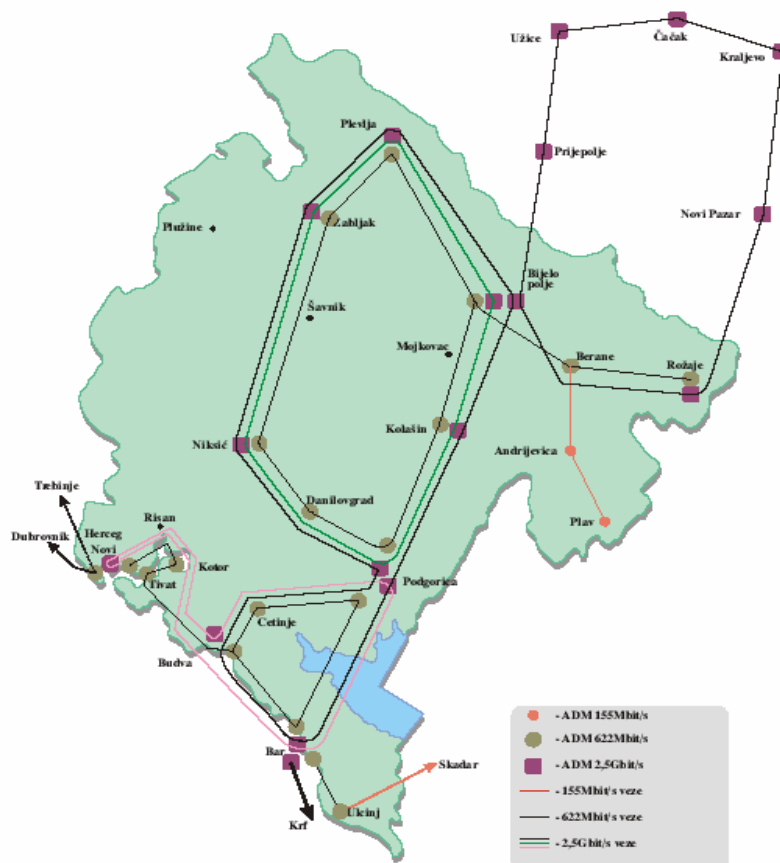 Užice
Čačak
Kraljevo
Plevlja
Prijepolje
Žabljak
Plužine
Novi Pazar
Bijelo
polje
Šavnik
Mojkovac
Berane
Rožaje
Kolašin
Nikšić
Andrijevica
Trebinje
Danilovgrad
Risan
Plav
Dubrovnik
Herceg
Novi
Kotor
Tivat
Podgorica
Cetinje
Budva
Bar
Skadar
Krf
Ulcinj
- ADM 155Mbit/s
- ADM 622Mbit/s
- ADM 2,5Gbit/s
- 155Mbit/s veze
- 622Mbit/s veze
- 2,5Gbit/s veze